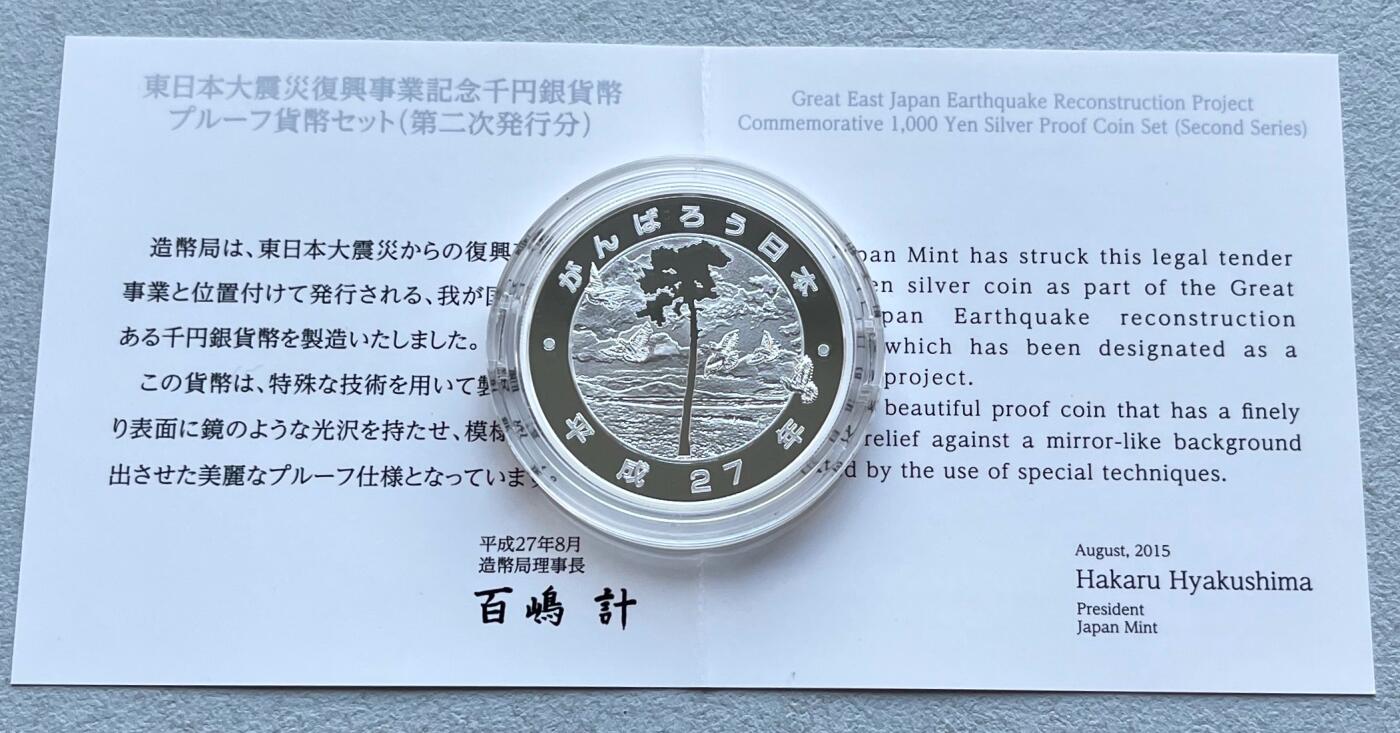 東日本大震災復興事業記念千円銀貨幣
プルーフ貨幣セット(第二次発行分)
造幣局は、東日本大震災からの復興
事業と位置付けて発行される、我が
ある千円銀貨幣を製造いたしました。
この貨幣は、特殊な技術を用いて
り表面に鏡のような光沢を持たせ、模様
出させた美麗なプルーフ仕様となっていま
平成27年8月
造幣局理事長
百嶋 計
がんばろう日本
平成27年
Great East Japan Earthquake Reconstruction Project
Commemorative 1,000 Yen Silver Proof Coin Set (Second Series)
Mint has struck this legal tender
silver coin as part of the Great
Earthquake reconstruction
which has been designated as a
project.
beautiful proof coin that has a finely
relief against a mirror-like background
by the use of special techniques.
August, 2015
Hakaru Hyakushima
President
Japan Mint